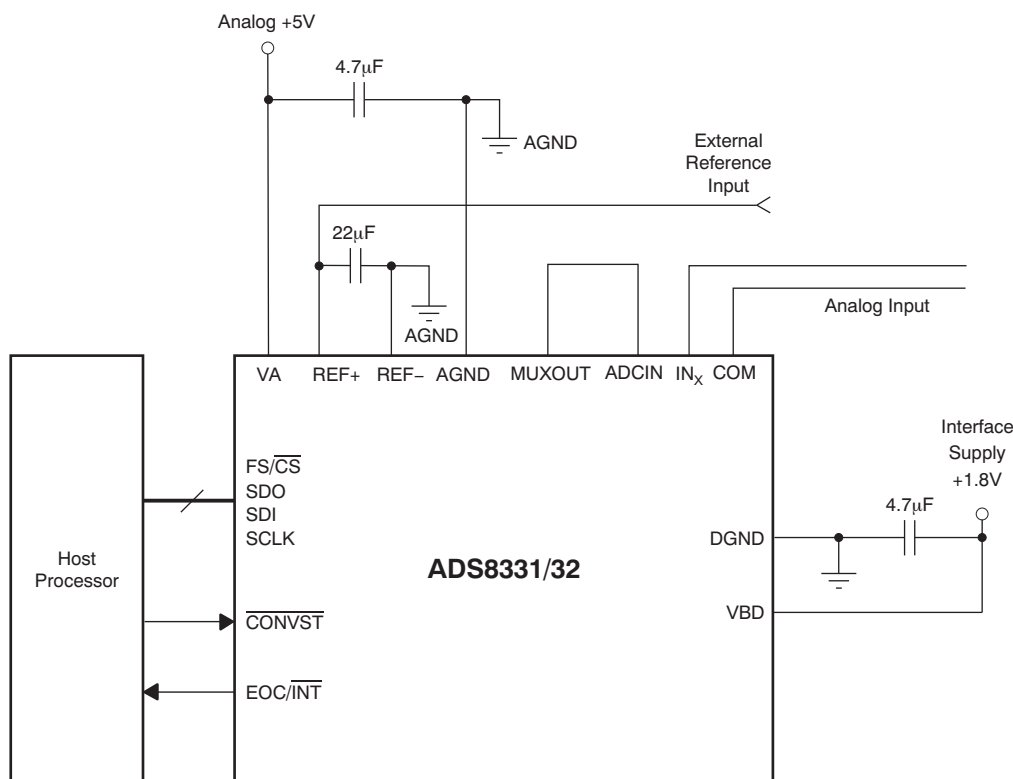 Analog +5V
4.7μF
AGND
External
Reference
Input
22μF
AGND
Analog Input
VA REF+ REF− AGND MUXOUT ADCIN INX COM
Interface
Supply
+1.8V
4.7μF
FS/CS
SDO
SDI
SCLK
DGND
Host
Processor
ADS8331/32
VBD
CONVST
EOC/INT